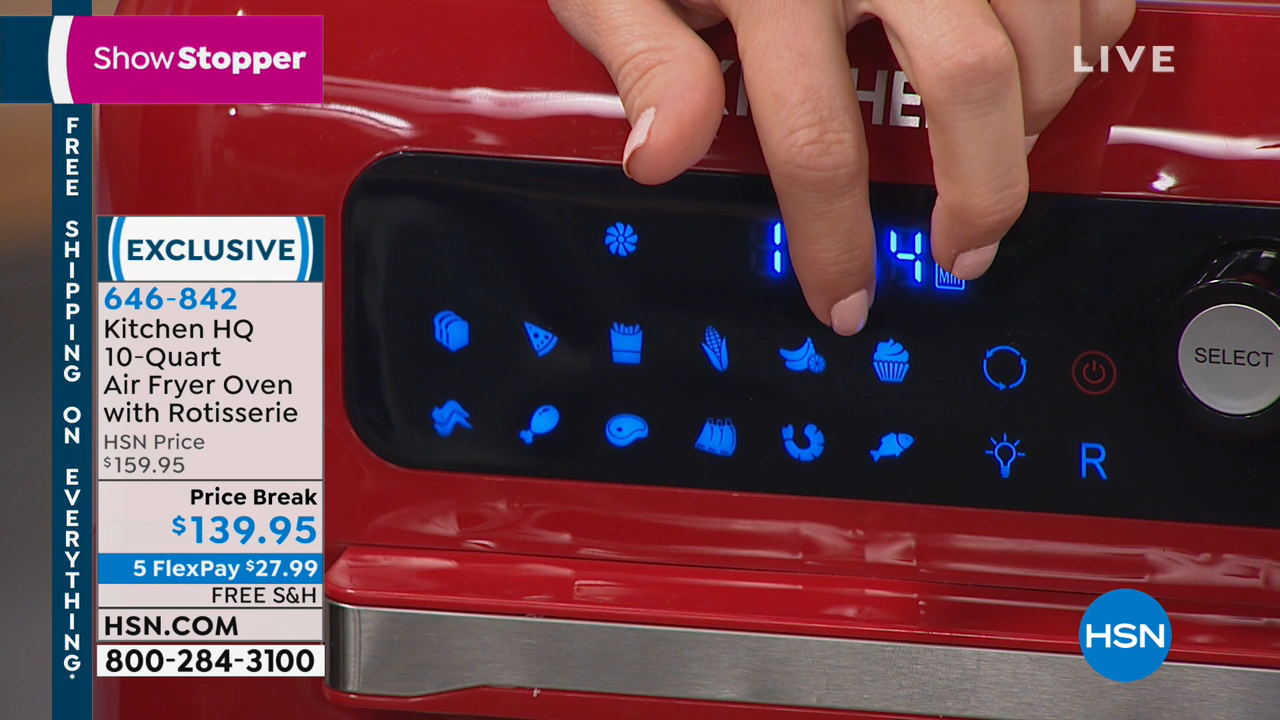 ShowStopper
LIVE
FREE SHIPPING ON EVERYTHING*
EXCLUSIVE
646-842
Kitchen HQ
10-Quart
Air Fryer Oven
with Rotisserie
HSN Price
$159.95
Price Break
$139.95
5 FlexPay $27.99
FREE S&H
HSN.COM
800-284-3100
Min
SELECT
R
HSN